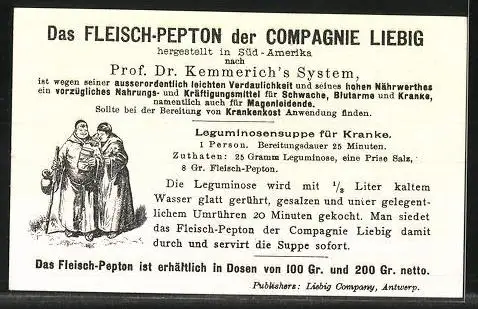 Das FLEISCH-PEPTON der COMPAGNIE LIEBIG
hergestellt in Süd-Amerika
nach
Prof. Dr. Kemmerich's System,
ist wegen seiner ausserordentlich leichten Verdaulichkeit und seines hohen Nährwerthes
ein vorzügliches Nahrungs- und Kräftigungsmittel für Schwache, Blutarme und Kranke,
namentlich auch für Magenleidende.
Sollte bei der Bereitung von Krankenkost Anwendung finden.
Leguminosensuppe für Kranke.
1 Person. Bereitungsdauer 25 Minuten.
Zuthaten: 25 Gramm Leguminose, eine Prise Salz,
8 Gr. Fleisch-Pepton.
Die Leguminose wird mit 1/8 Liter kaltem
Wasser glatt gerührt, gesalzen und unter gelegent-
lichem Umrühren 20 Minuten gekocht. Man siedet
das Fleisch-Pepton der Compagnie Liebig damit
durch und servirt die Suppe sofort.
Das Fleisch-Pepton ist erhältlich in Dosen von 100 Gr. und 200 Gr. netto.
Publishers: Liebig Company, Antwerp.